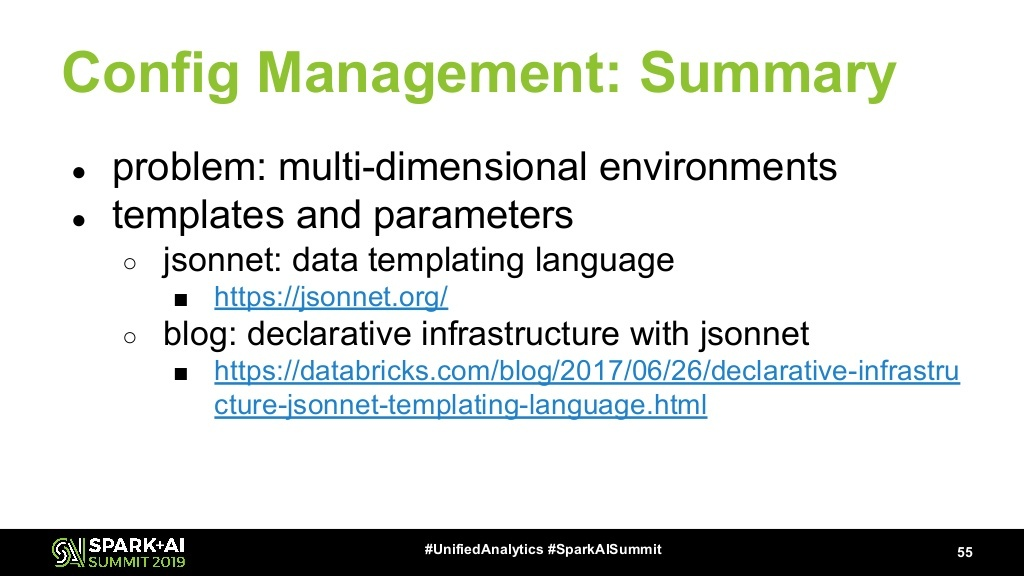 Config Management: Summary
● problem: multi-dimensional environments
● templates and parameters
○ jsonnet: data templating language
■ https://jsonnet.org/
○ blog: declarative infrastructure with jsonnet
■ https://databricks.com/blog/2017/06/26/declarative-infrastru
cture-jsonnet-templating-language.html
SPARK+AI
SUMMIT 2019
#UnifiedAnalytics #SparkAISummit
55